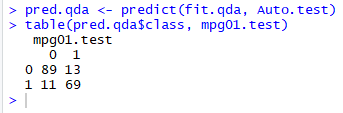 > pred.qda <- predict(fit.qda, Auto.test)
> table(pred.qda$class, mpg01.test)
   mpg01.test
     0  1
  0 89 13
  1 11 69
>